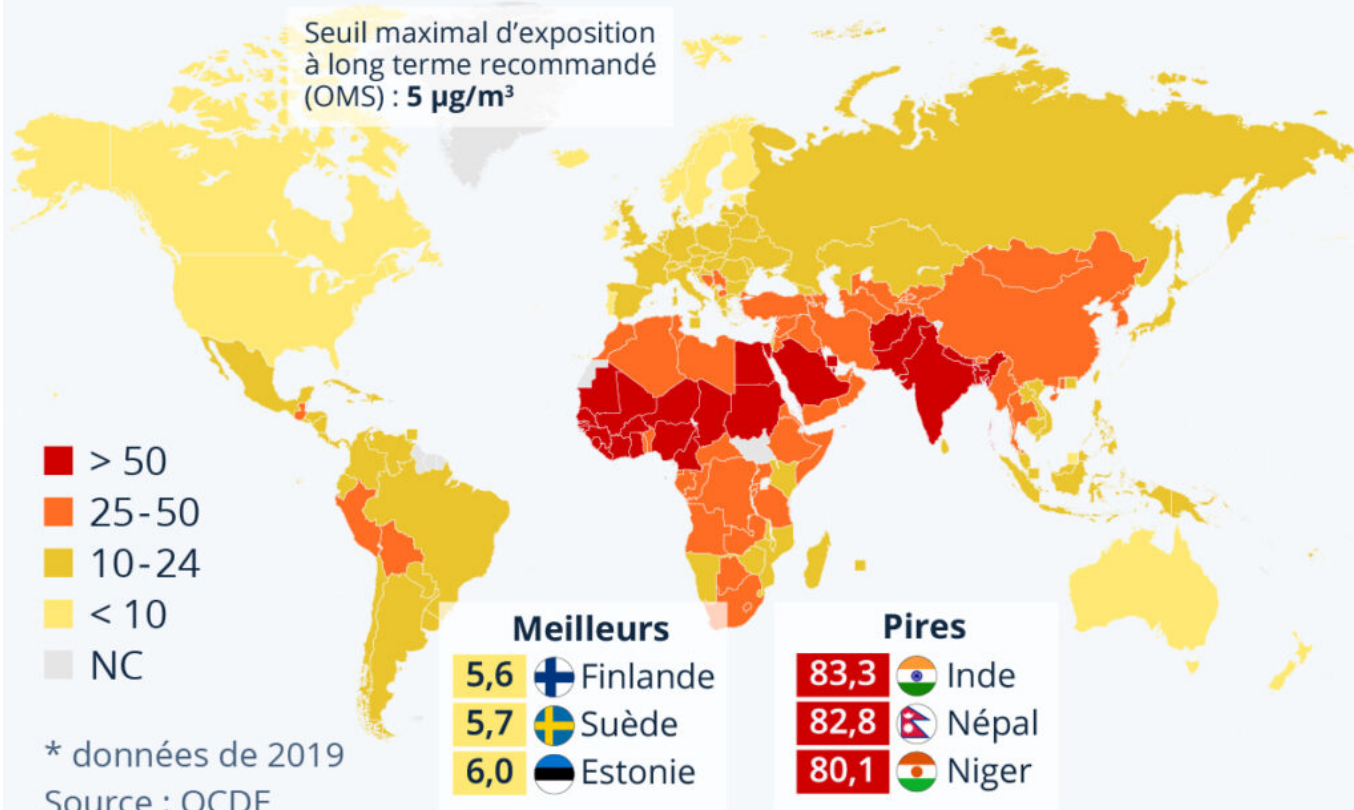 Seuil maximal d’exposition
à long terme recommandé
(OMS) : 5 µg/m³
> 50
25-50
10-24
< 10
NC
* données de 2019
Source : OCDE
Meilleurs
5,6 Finlande
5,7 Suède
6,0 Estonie
Pires
83,3 Inde
82,8 Népal
80,1 Niger